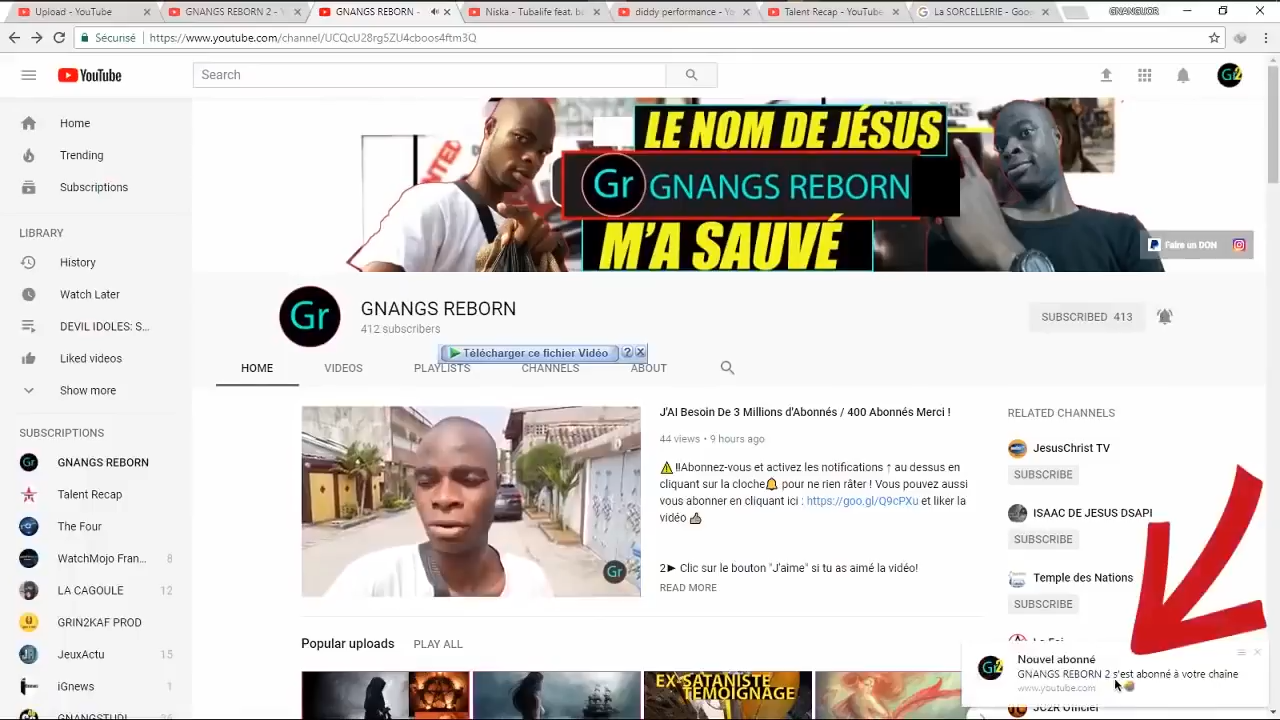 Upload - YouTube
GNANGS REBORN 2 - Y
GNANGS REBORN -
Niska - Tubalife feat. b
diddy performance - Yo
Talent Recap - YouTube
La SORCELLERIE - Goo
GNANGUOR
Sécurisé
https://www.youtube.com/channel/UCQcU28rg5ZU4cboos4ftm3Q
YouTube
Search
Gr2
Home
Trending
Subscriptions
LIBRARY
History
Watch Later
DEVIL IDOLES: S...
Liked videos
Show more
SUBSCRIPTIONS
GNANGS REBORN
Talent Recap
The Four
WatchMojo Fran... 8
LA CAGOULE 12
GRIN2KAF PROD
JeuxActu 15
iGnews 1
LE NOM DE JÉSUS
Gr GNANGS REBORN
M'A SAUVÉ
faire un DON
Gr
GNANGS REBORN
412 subscribers
SUBSCRIBED 413
Télécharger ce fichier Vidéo ?
HOME VIDEOS PLAYLISTS CHANNELS ABOUT
J'AI Besoin De 3 Millions d'Abonnés / 400 Abonnés Merci !
44 views • 9 hours ago
⚠!!Abonnez-vous et activez les notifications ↑ au dessus en
cliquant sur la cloche🔔 pour ne rien râter ! Vous pouvez aussi
vous abonner en cliquant ici : https://goo.gl/Q9cPXu et liker la
vidéo 👍
2► Clic sur le bouton "J'aime" si tu as aimé la vidéo!
READ MORE
Gr
Popular uploads PLAY ALL
EX-SATANISTE
TÉMOIGNAGE
RELATED CHANNELS
JesusChrist TV
SUBSCRIBE
ISAAC DE JESUS DSAPI
SUBSCRIBE
Temple des Nations
SUBSCRIBE
Gr2
Nouvel abonné
GNANGS REBORN 2 s'est abonné à votre chaîne
www.youtube.com